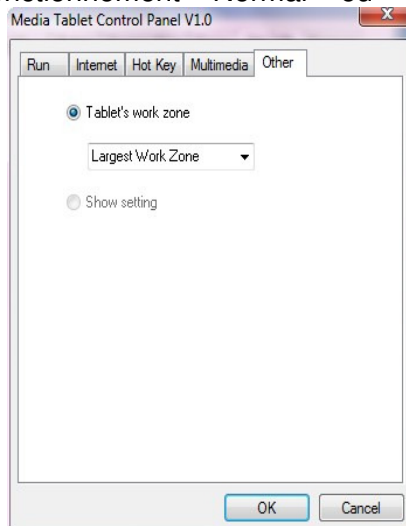 Normal
Media Tablet Control Panel V1.0
Run Internet Hot Key Multimedia Other
Tablet's work zone
Largest Work Zone
Show setting
OK Cancel